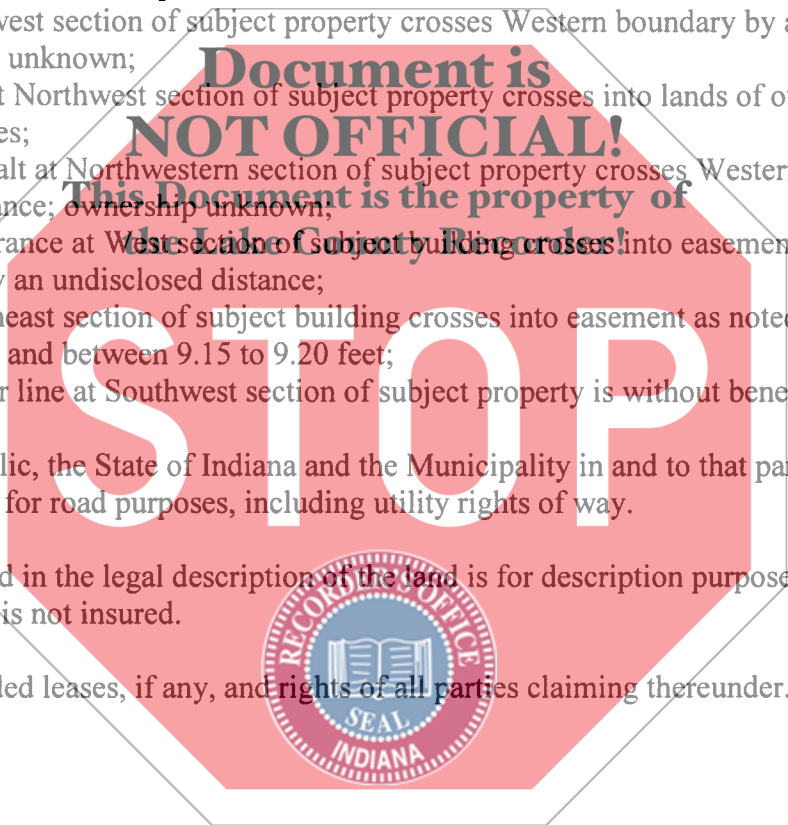 west section of subject property crosses Western boundary by a
unknown;
Document is
t Northwest section of subject property crosses into lands of
NOT OFFICIAL!
es;
alt at Northwestern section of subject property crosses Western
This Document is the property of
ance; ownership unknown;
the Lake County Recorder!
rance at West section of subject building crosses into easemen
y an undisclosed distance;
heast section of subject building crosses into easement as note
and between 9.15 to 9.20 feet;
r line at Southwest section of subject property is without bene
STOP
lic, the State of Indiana and the Municipality in and to that pa
for road purposes, including utility rights of way.
d in the legal description of the land is for description purpose
is not insured.
RECORDER'S OFFICE
ded leases, if any, and rights of all parties claiming thereunder.
SEAL
INDIANA